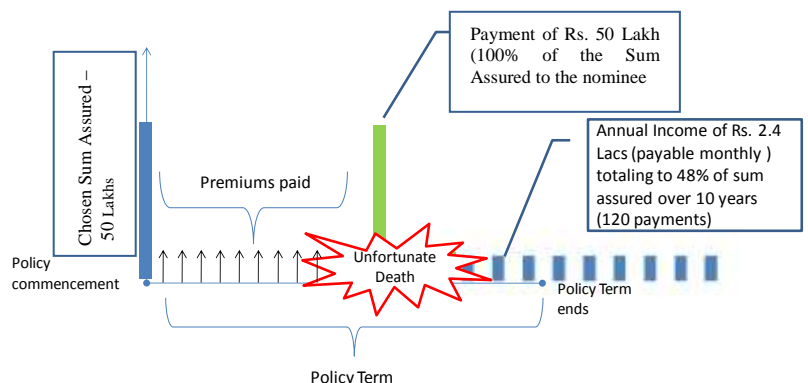 Payment of Rs. 50 Lakh
(100% of the Sum
Assured to the nominee
Chosen Sum Assured –
50 Lakhs
Annual Income of Rs. 2.4
Lacs (payable monthly )
totaling to 48% of sum
assured over 10 years
(120 payments)
Premiums paid
Unfortunate
Death
Policy
commencement
Policy Term
ends
Policy Term